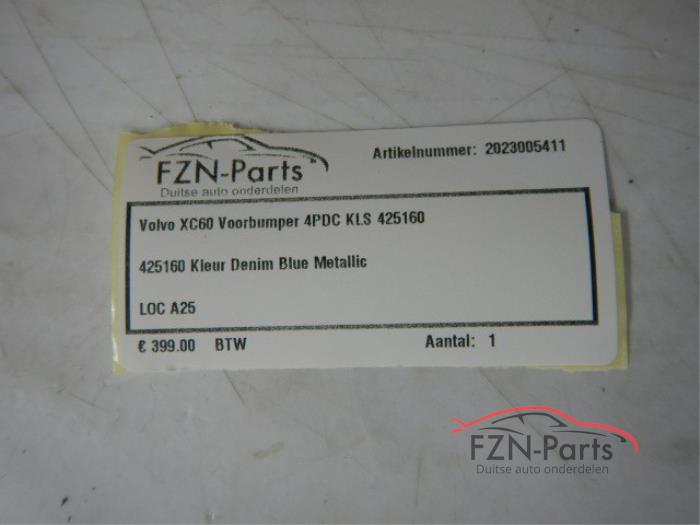 FZN-Parts
Duitse auto onderdelen
Artikelnummer: 2023005411
Volvo XC60 Voorbumper 4PDC KLS 425160
425160 Kleur Denim Blue Metallic
LOC A25
€ 399.00 BTW
Aantal: 1
FZN-Parts
Duitse auto onderdelen